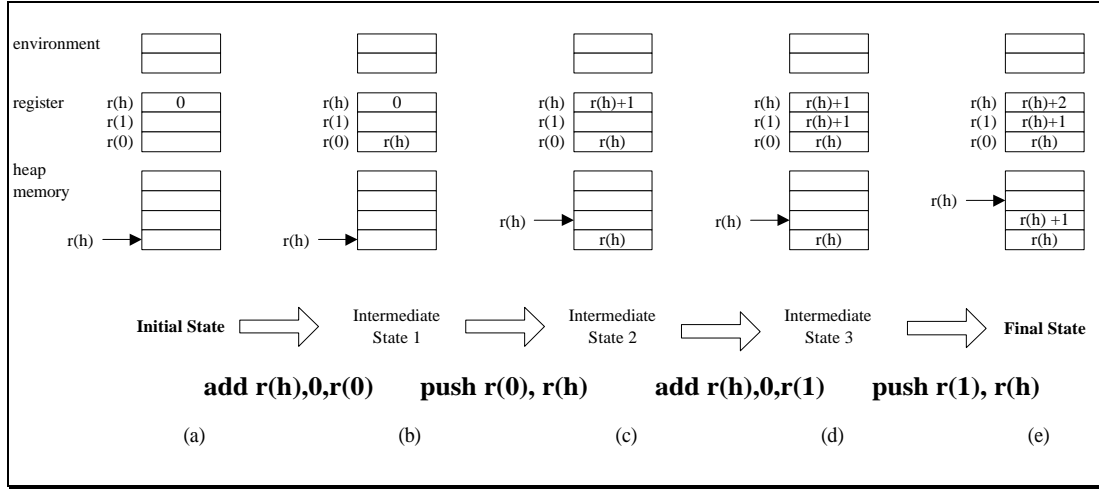 environment
register
r(h) 0
r(1)
r(0)
r(h) 0
r(1)
r(0) r(h)
r(h) r(h)+1
r(1)
r(0) r(h)
r(h) r(h)+1
r(1) r(h)+1
r(0) r(h)
r(h) r(h)+2
r(1) r(h)+1
r(0) r(h)
heap
memory
r(h)
r(h)
r(h)
r(h)
r(h)
r(h)
r(h)
r(h) +1
r(h)
Initial State
Intermediate
State 1
Intermediate
State 2
Intermediate
State 3
Final State
add r(h),0,r(0)
push r(0), r(h)
add r(h),0,r(1)
push r(1), r(h)
(a)
(b)
(c)
(d)
(e)